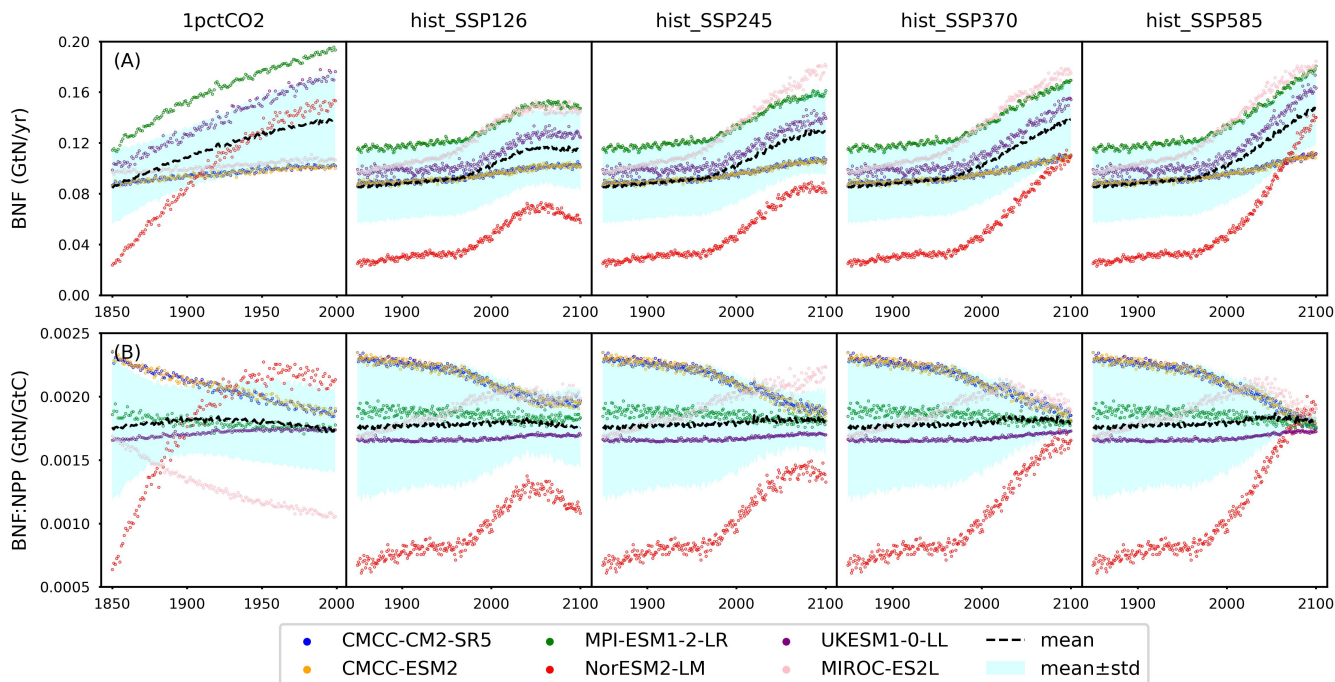 1pctCO2 hist_SSP126 hist_SSP245 hist_SSP370 hist_SSP585
(A)
BNF (GtN/yr)
0.20
0.16
0.12
0.08
0.04
0.00
1850 1900 1950 2000 1900 2000 2100 1900 2000 2100 1900 2000 2100 1900 2000 2100
(B)
BNF:NPP (GtN/GtC)
0.0025
0.0020
0.0015
0.0010
0.0005
1850 1900 1950 2000 1900 2000 2100 1900 2000 2100 1900 2000 2100 1900 2000 2100
CMCC-CM2-SR5 MPI-ESM1-2-LR UKESM1-0-LL mean
CMCC-ESM2 NorESM2-LM MIROC-ES2L mean±std